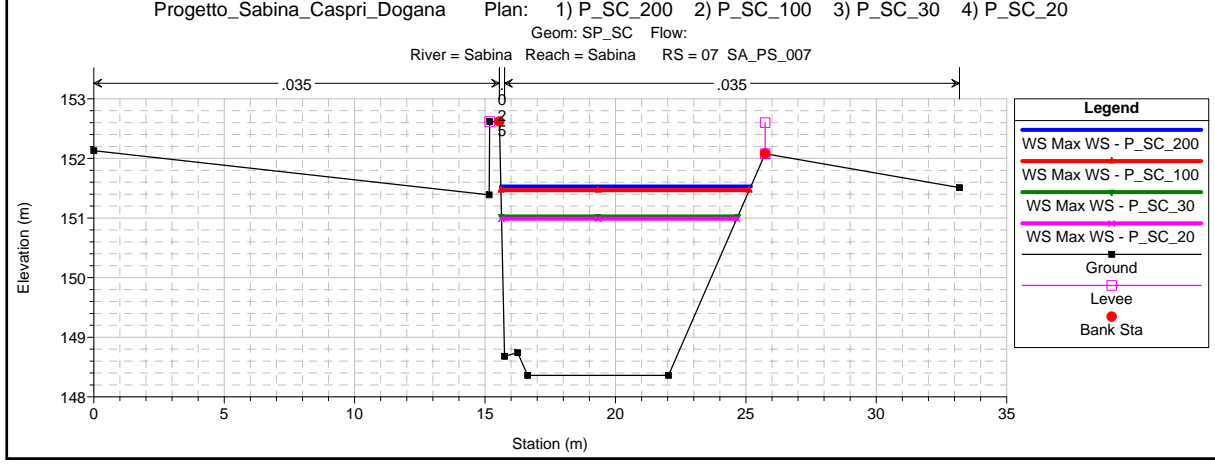 Progetto_Sabina_Caspri_Dogana Plan: 1) P_SC_200 2) P_SC_100 3) P_SC_30 4) P_SC_20
Geom: SP_SC Flow:
River = Sabina Reach = Sabina RS = 07 SA_PS_007
.035
.025
.035
153
152
151
150
149
148
Elevation (m)
0
5
10
15
20
25
30
35
Station (m)
Legend
WS Max WS - P_SC_200
WS Max WS - P_SC_100
WS Max WS - P_SC_30
WS Max WS - P_SC_20
Ground
Levee
Bank Sta